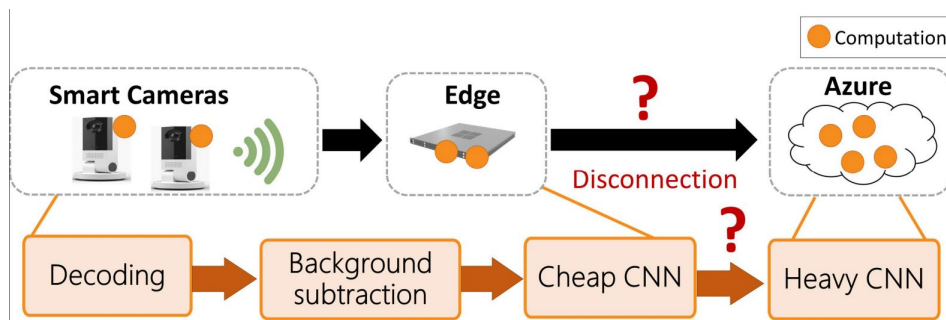 Computation
Smart Cameras
Edge
?
Azure
Disconnection
?
Decoding
Background
subtraction
Cheap CNN
Heavy CNN